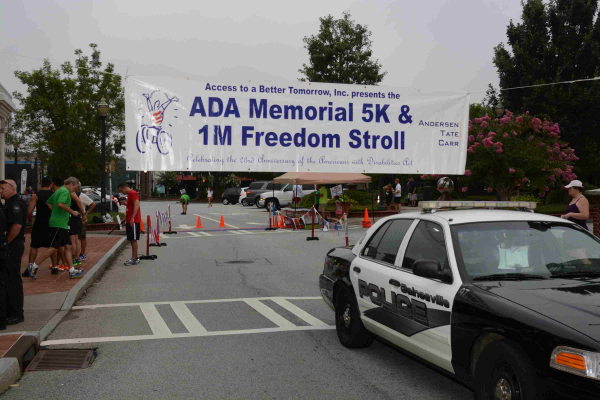 Access to a Better Tomorrow, Inc. presents the
ADA Memorial 5K &
1M Freedom Stroll
Celebrating the 23rd Anniversary of the Americans with Disabilities Act
Andersen
Tate
Carr
Gainesville
POLICE